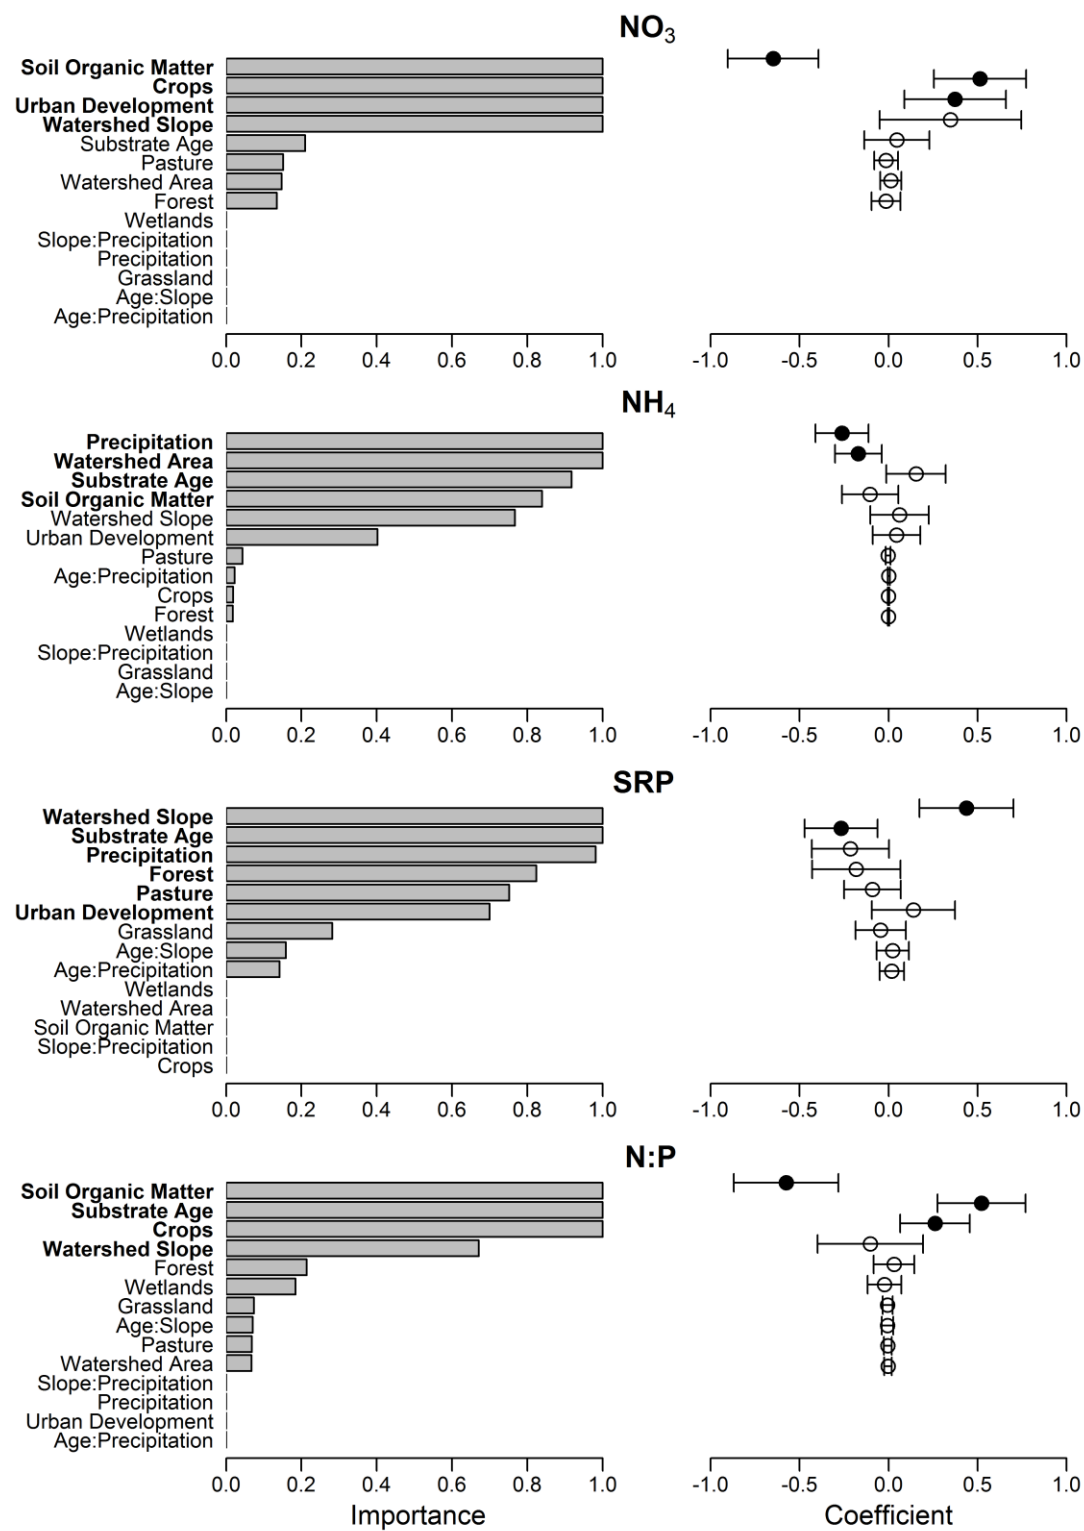 NO₃
Soil Organic Matter
Crops
Urban Development
Watershed Slope
Substrate Age
Pasture
Watershed Area
Forest
Wetlands
Slope:Precipitation
Precipitation
Grassland
Age:Slope
Age:Precipitation
0.0 0.2 0.4 0.6 0.8 1.0 -1.0 -0.5 0.0 0.5 1.0
NH₄
Precipitation
Watershed Area
Substrate Age
Soil Organic Matter
Watershed Slope
Urban Development
Pasture
Age:Precipitation
Crops
Forest
Wetlands
Slope:Precipitation
Grassland
Age:Slope
0.0 0.2 0.4 0.6 0.8 1.0 -1.0 -0.5 0.0 0.5 1.0
SRP
Watershed Slope
Substrate Age
Precipitation
Forest
Pasture
Urban Development
Grassland
Age:Slope
Age:Precipitation
Wetlands
Watershed Area
Soil Organic Matter
Slope:Precipitation
Crops
0.0 0.2 0.4 0.6 0.8 1.0 -1.0 -0.5 0.0 0.5 1.0
N:P
Soil Organic Matter
Substrate Age
Crops
Watershed Slope
Forest
Wetlands
Grassland
Age:Slope
Pasture
Watershed Area
Slope:Precipitation
Precipitation
Urban Development
Age:Precipitation
0.0 0.2 0.4 0.6 0.8 1.0 -1.0 -0.5 0.0 0.5 1.0
Importance Coefficient